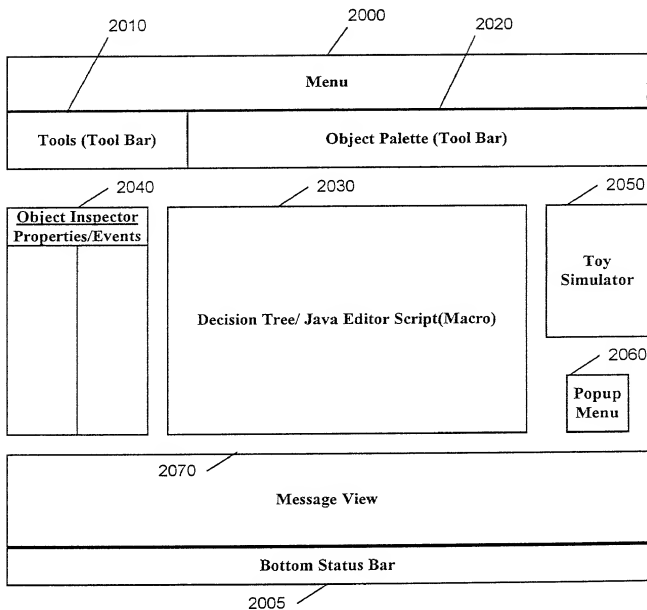 2000
2010
2020
Menu
Tools (Tool Bar)
Object Palette (Tool Bar)
2040
2030
2050
Object Inspector
Properties/Events
Toy
Simulator
Decision Tree/ Java Editor Script(Macro)
2060
Popup
Menu
2070
Message View
Bottom Status Bar
2005